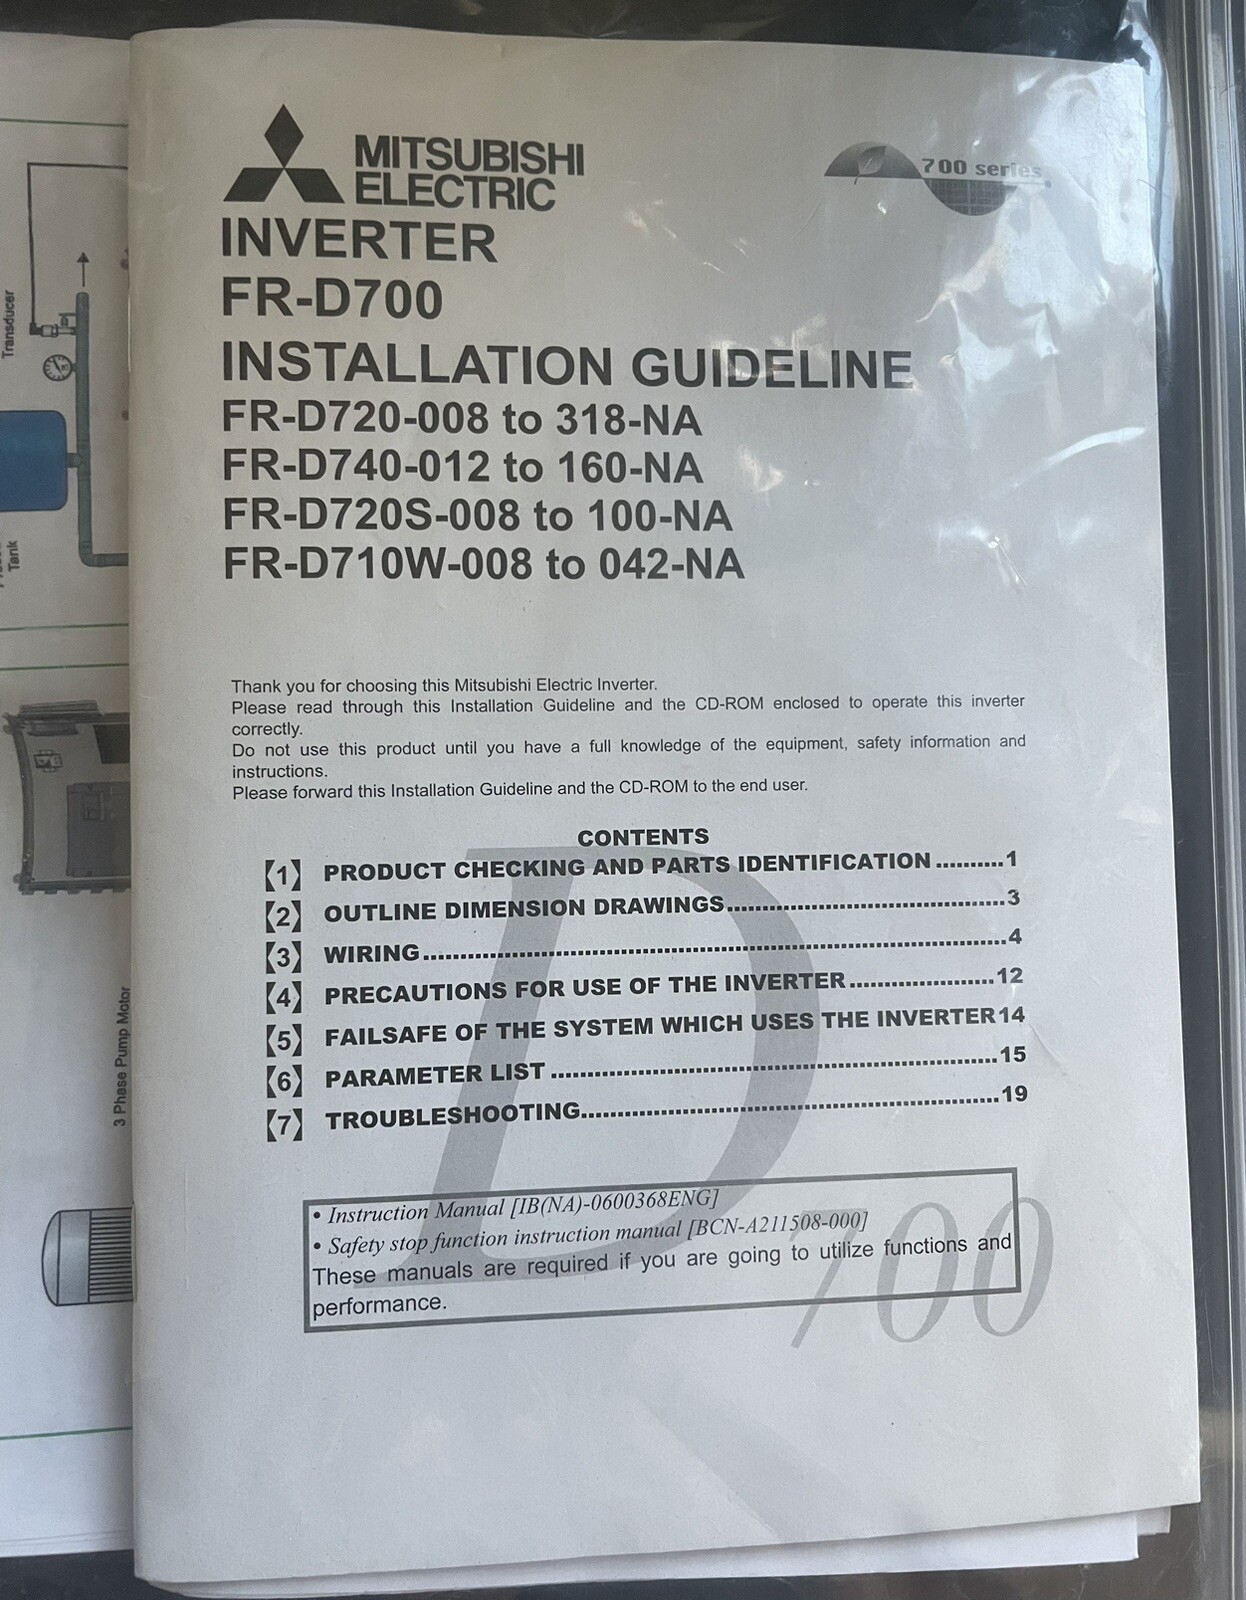 MITSUBISHI
ELECTRIC
700 series
INVERTER
FR-D700
INSTALLATION GUIDELINE
FR-D720-008 to 318-NA
FR-D740-012 to 160-NA
FR-D720S-008 to 100-NA
FR-D710W-008 to 042-NA
Thank you for choosing this Mitsubishi Electric Inverter.
Please read through this Installation Guideline and the CD-ROM enclosed to operate this inverter
correctly.
Do not use this product until you have a full knowledge of the equipment, safety information and
instructions.
Please forward this Installation Guideline and the CD-ROM to the end user.
CONTENTS
【1】 PRODUCT CHECKING AND PARTS IDENTIFICATION ..........1
【2】 OUTLINE DIMENSION DRAWINGS........................................3
【3】 WIRING....................................................................................4
【4】 PRECAUTIONS FOR USE OF THE INVERTER.....................12
【5】 FAILSAFE OF THE SYSTEM WHICH USES THE INVERTER14
【6】 PARAMETER LIST ................................................................15
【7】 TROUBLESHOOTING............................................................19
• Instruction Manual [IB(NA)-0600368ENG]
• Safety stop function instruction manual [BCN-A211508-000]
These manuals are required if you are going to utilize functions and
performance.
D700
Transducer
Tank
3 Phase Pump Motor